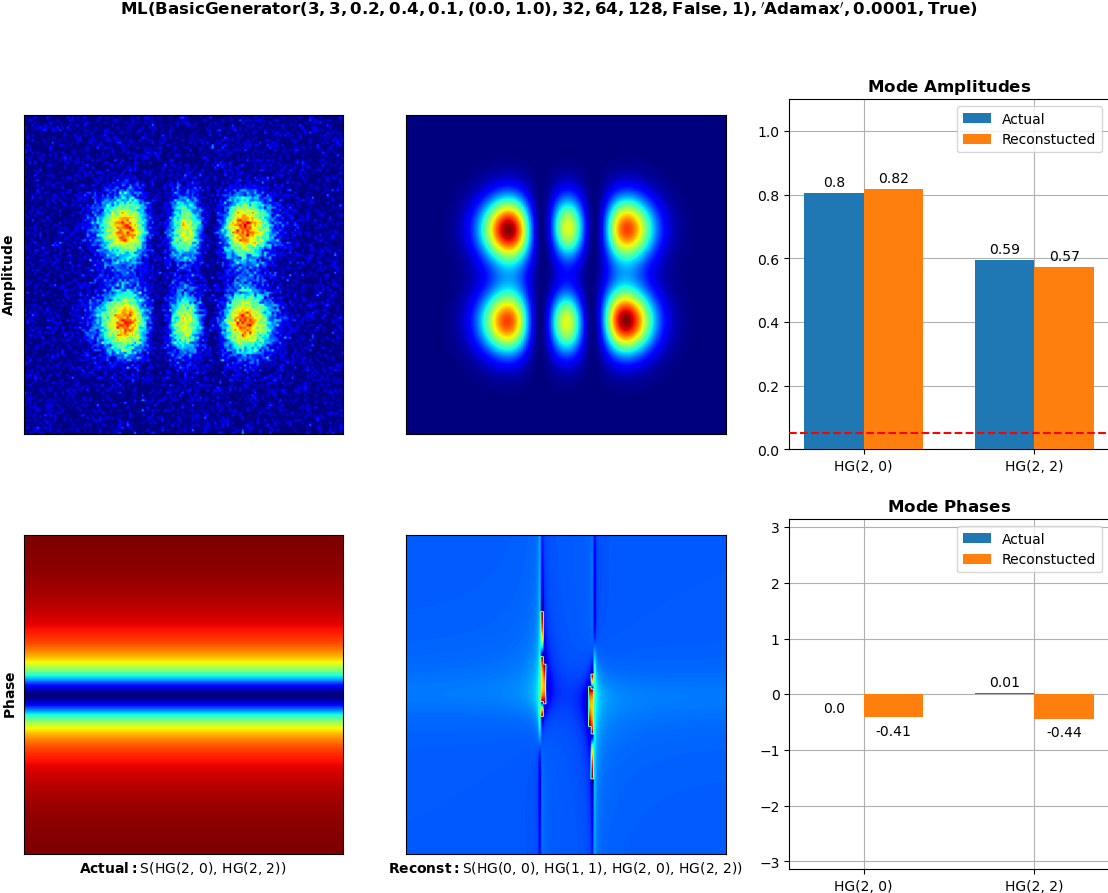 ML(BasicGenerator(3, 3, 0.2, 0.4, 0.1, (0.0, 1.0), 32, 64, 128, False, 1), ′Adamax′, 0.0001, True)
Mode Amplitudes
Amplitude
1.0
0.8
0.6
0.4
0.2
0.0
Actual
Reconstucted
0.8
0.82
0.59
0.57
HG(2, 0)
HG(2, 2)
Mode Phases
Phase
3
2
1
0
−1
−2
−3
Actual
Reconstucted
0.0
-0.41
0.01
-0.44
HG(2, 0)
HG(2, 2)
Actual: S(HG(2, 0), HG(2, 2))
Reconst: S(HG(0, 0), HG(1, 1), HG(2, 0), HG(2, 2))